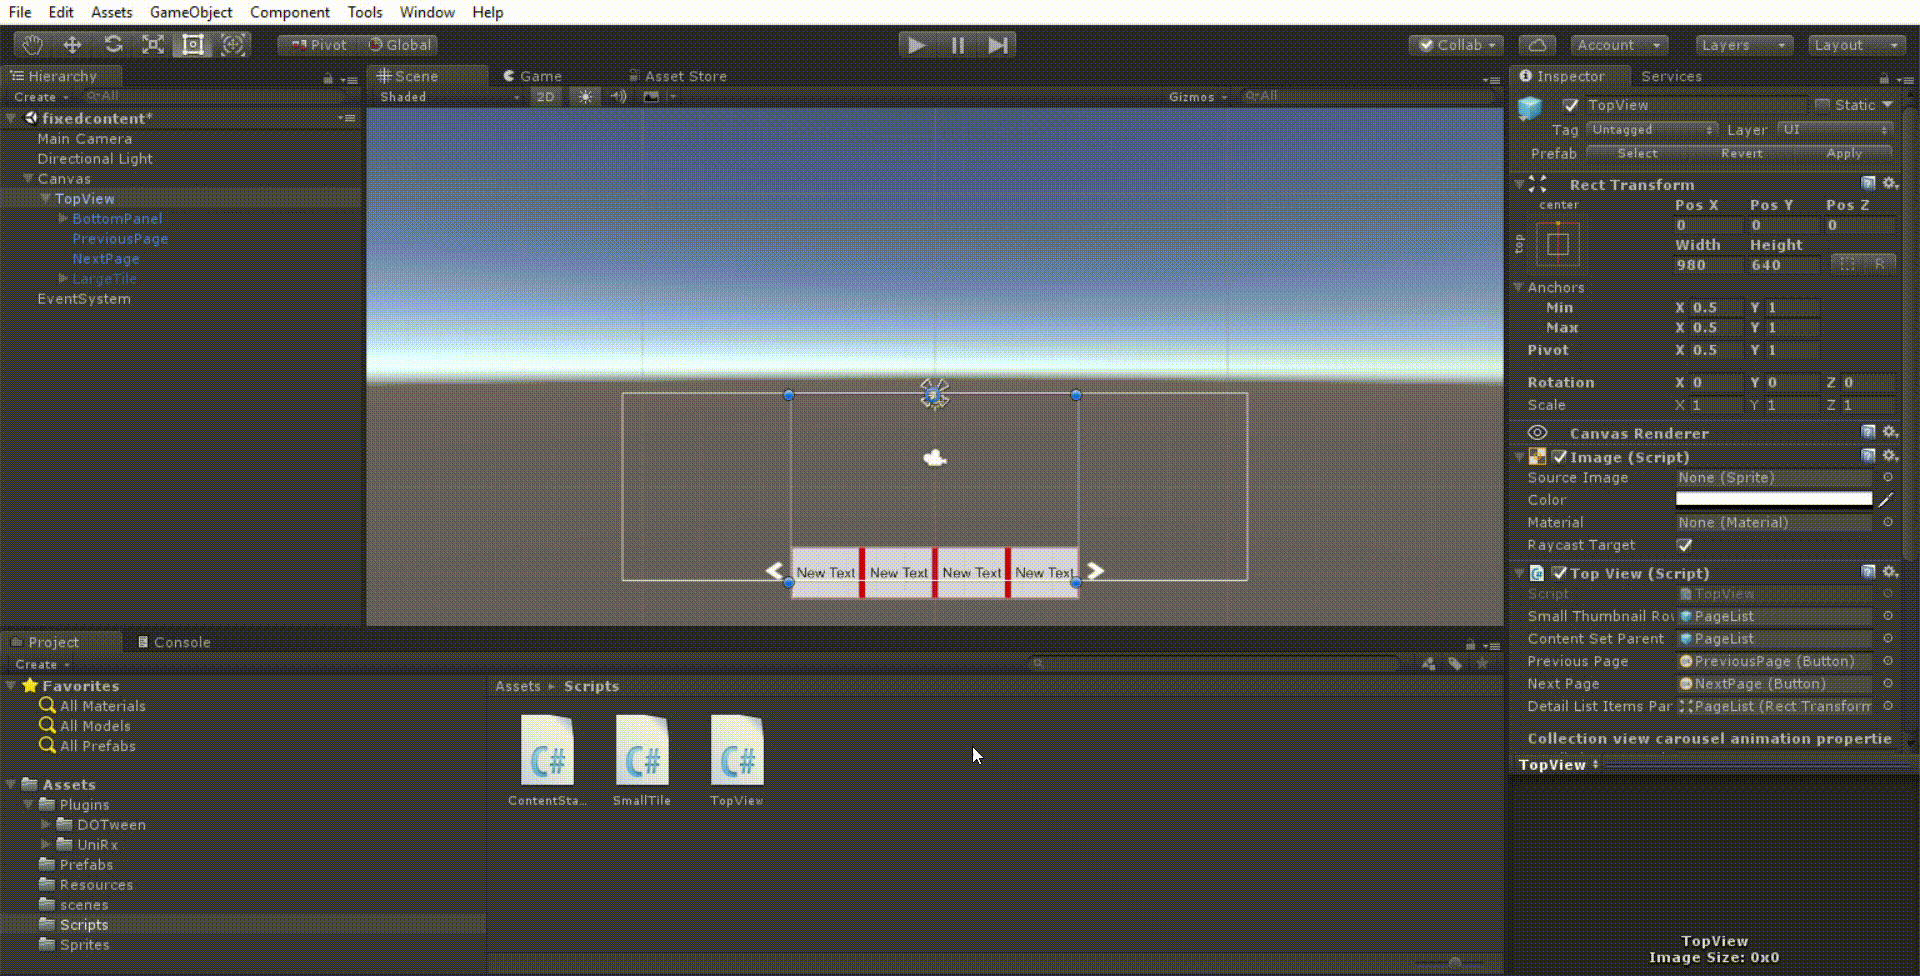 File Edit Assets GameObject Component Tools Window Help
Pivot Global Collab Account Layers Layout
Hierarchy
Create All
fixedcontent*
Main Camera
Directional Light
Canvas
TopView
BottomPanel
PreviousPage
NextPage
LargeTile
EventSystem
Scene Game Asset Store
Shaded 2D Gizmos All
New Text New Text New Text New Text
Inspector Services
TopView Static
Tag Untagged Layer UI
Prefab Select Revert Apply
Rect Transform
center Pos X Pos Y Pos Z
top 0 0 0
Width Height
980 640 R
Anchors
Min X 0.5 Y 1
Max X 0.5 Y 1
Pivot X 0.5 Y 1
Rotation X 0 Y 0 Z 0
Scale X 1 Y 1 Z 1
Canvas Renderer
Image (Script)
Source Image None (Sprite)
Color
Material None (Material)
Raycast Target
Top View (Script)
Script TopView
Small Thumbnail Ro PageList
Content Set Parent PageList
Previous Page PreviousPage (Button)
Next Page NextPage (Button)
Detail List Items Par PageList (Rect Transform
Collection view carousel animation propertie
TopView
TopView
Image Size: 0x0
Project Console
Create
Favorites
All Materials
All Models
All Prefabs
Assets
Plugins
DOTween
UniRx
Prefabs
Resources
scenes
Scripts
Sprites
Assets Scripts
C# C# C#
ContentSta... SmallTile TopView